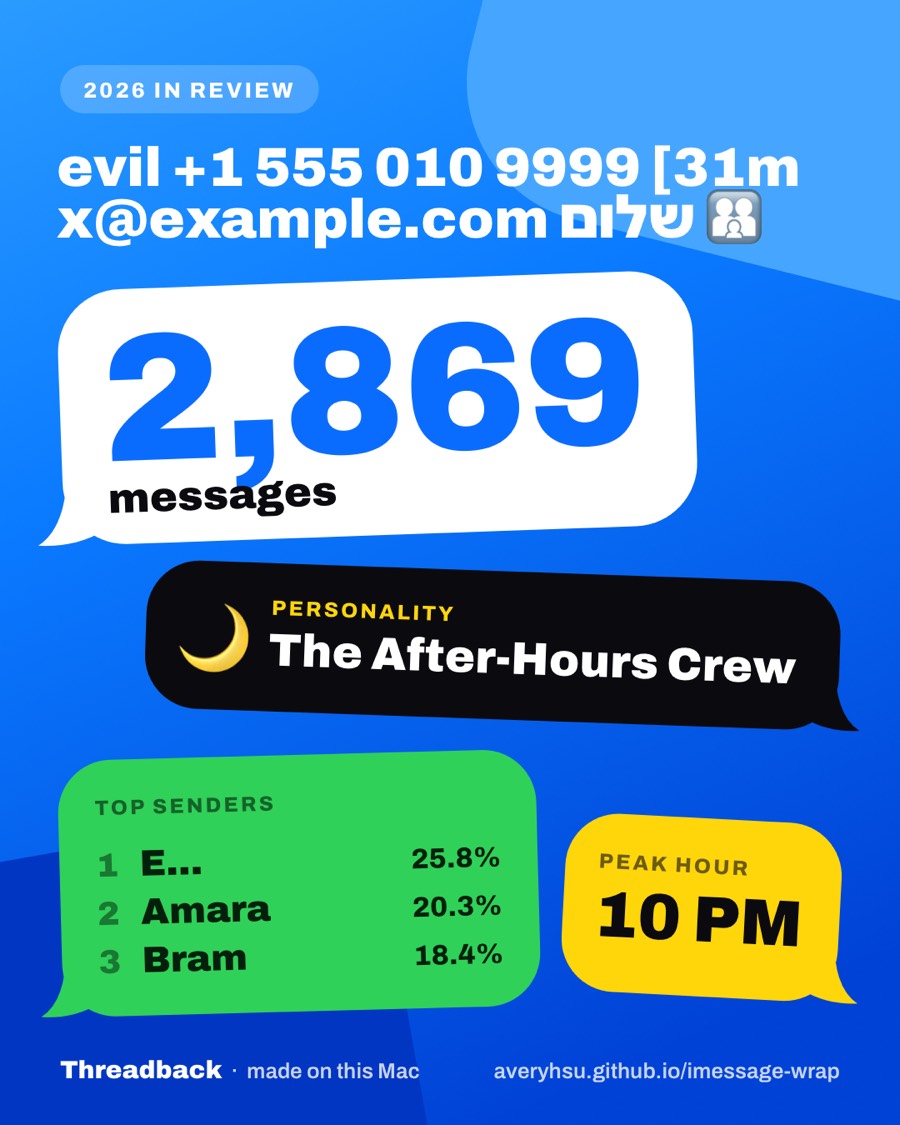 2026 IN REVIEW
evil +1 555 010 9999 [31m
x@example.com שלום 👪
2,869
messages
🌙
PERSONALITY
The After-Hours Crew
TOP SENDERS
1 E... 25.8%
2 Amara 20.3%
3 Bram 18.4%
PEAK HOUR
10 PM
Threadback · made on this Mac
averyhsu.github.io/imessage-wrap